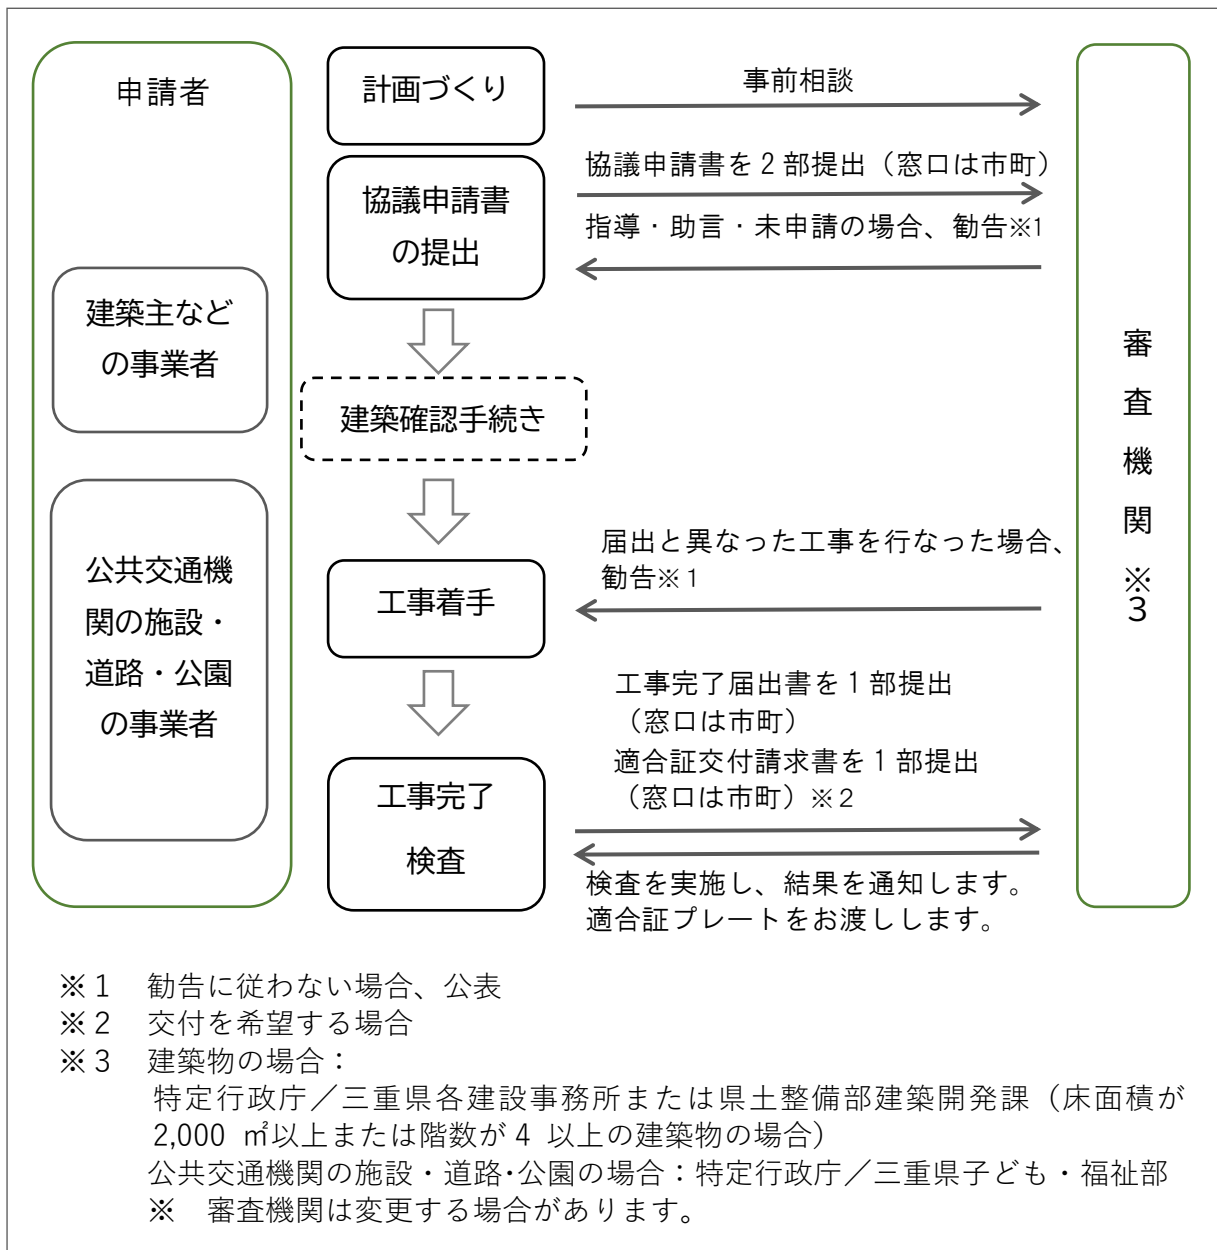 申請者
建築主など
の事業者
公共交通機
関の施設・
道路・公園
の事業者
計画づくり
事前相談
協議申請書
の提出
協議申請書を2部提出（窓口は市町）
指導・助言・未申請の場合、勧告※1
建築確認手続き
工事着手
届出と異なった工事を行なった場合、
勧告※1
工事完了
検査
工事完了届出書を1部提出
（窓口は市町）
適合証交付請求書を1部提出
（窓口は市町）※2
検査を実施し、結果を通知します。
適合証プレートをお渡しします。
審査機関※3
※1　勧告に従わない場合、公表
※2　交付を希望する場合
※3　建築物の場合：
特定行政庁／三重県各建設事務所または県土整備部建築開発課（床面積が
2,000 ㎡以上または階数が4 以上の建築物の場合）
公共交通機関の施設・道路・公園の場合：特定行政庁／三重県子ども・福祉部
※　審査機関は変更する場合があります。